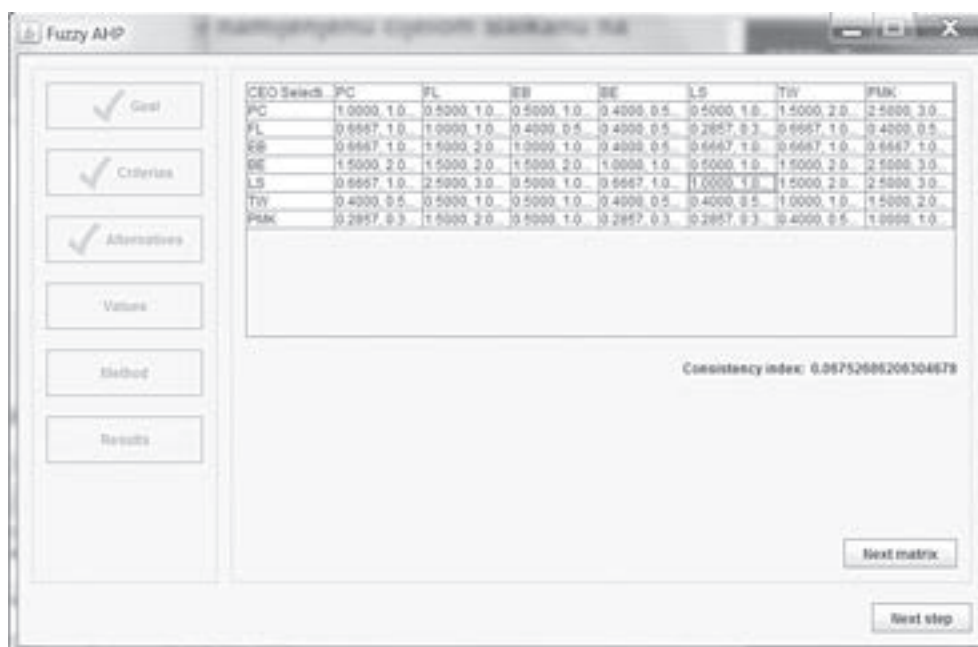 Fuzzy AHP
namijenjenu cijelom
Goal
Criterias
Alternatives
Values
Method
Results
CEO Selecti... PC FL EB BE LS TW PMK
PC 1.0000, 1.0... 0.5000, 1.0... 0.5000, 1.0... 0.4000, 0.5... 0.5000, 1.0... 1.5000, 2.0... 2.5000, 3.0...
FL 0.6667, 1.0... 1.0000, 1.0... 0.4000, 0.5... 0.4000, 0.5... 0.2857, 0.3... 0.6667, 1.0... 0.4000, 0.5...
EB 0.6667, 1.0... 1.5000, 2.0... 1.0000, 1.0... 0.4000, 0.5... 0.6667, 1.0... 0.6667, 1.0... 0.6667, 1.0...
BE 1.5000, 2.0... 1.5000, 2.0... 1.5000, 2.0... 1.0000, 1.0... 0.5000, 1.0... 1.5000, 2.0... 2.5000, 3.0...
LS 0.6667, 1.0... 2.5000, 3.0... 0.5000, 1.0... 0.6667, 1.0... 1.0000, 1.0... 1.5000, 2.0... 2.5000, 3.0...
TW 0.4000, 0.5... 0.5000, 1.0... 0.5000, 1.0... 0.4000, 0.5... 0.4000, 0.5... 1.0000, 1.0... 1.5000, 2.0...
PMK 0.2857, 0.3... 1.5000, 2.0... 0.5000, 1.0... 0.2857, 0.3... 0.2857, 0.3... 0.4000, 0.5... 1.0000, 1.0...
Consistency index: 0.06752686206304678
Next matrix
Next step